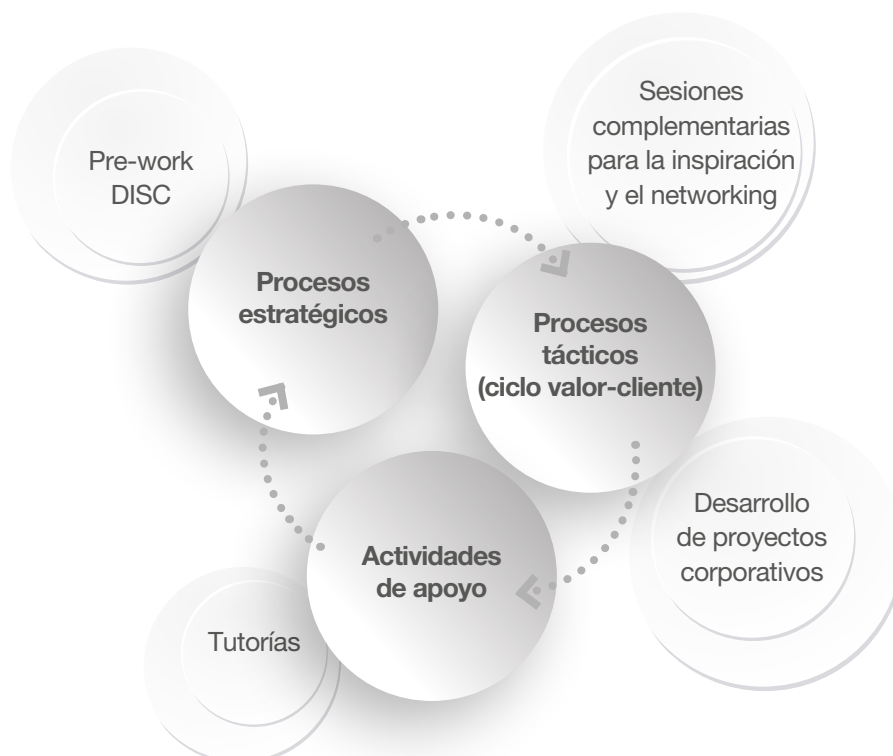 Pre-work
DISC
Sesiones
complementarias
para la inspiración
y el networking
Procesos
estratégicos
Procesos
tácticos
(ciclo valor-cliente)
Actividades
de apoyo
Desarrollo
de proyectos
corporativos
Tutorías